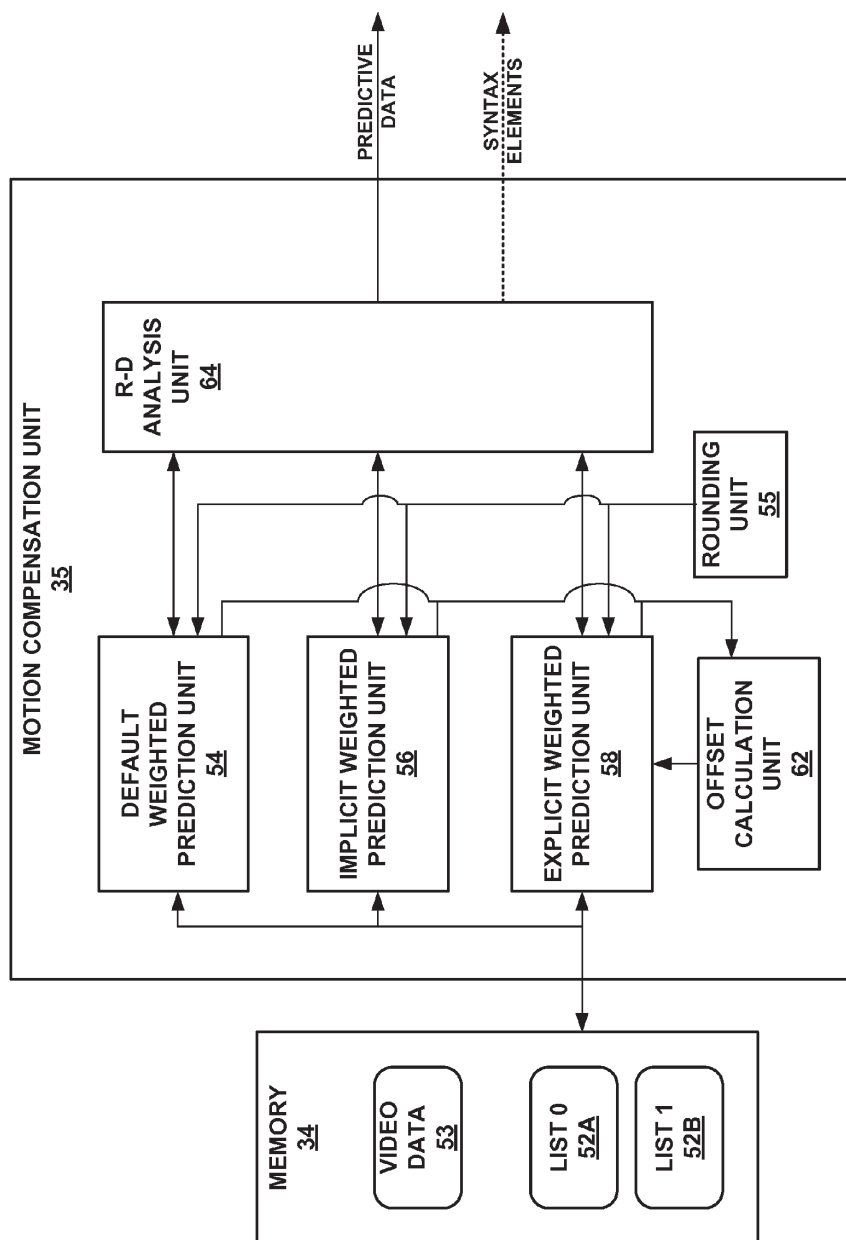 MOTION COMPENSATION UNIT
35
MEMORY
34
VIDEO
DATA
53
LIST 0
52A
LIST 1
52B
DEFAULT
WEIGHTED
PREDICTION UNIT
54
IMPLICIT WEIGHTED
PREDICTION UNIT
56
EXPLICIT WEIGHTED
PREDICTION UNIT
58
OFFSET
CALCULATION
UNIT
62
ROUNDING
UNIT
55
R-D
ANALYSIS
UNIT
64
PREDICTIVE
DATA
SYNTAX
ELEMENTS